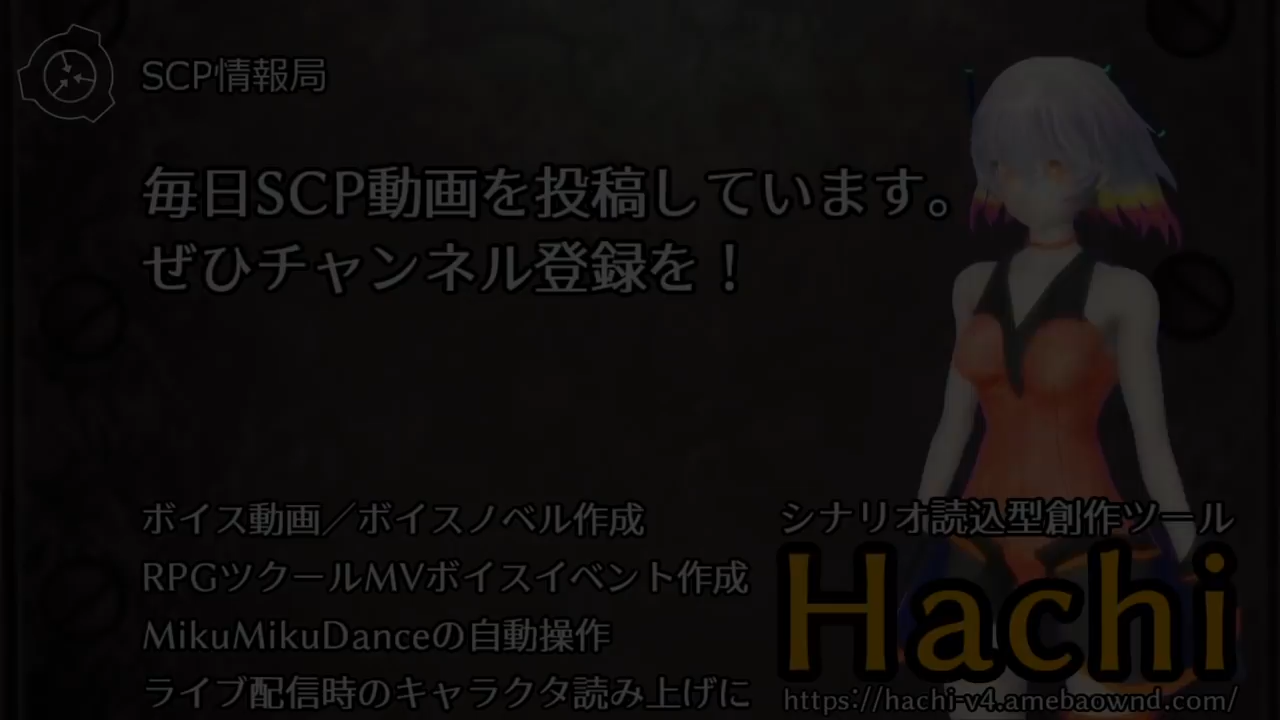 SCP情報局
毎日SCP動画を投稿しています。
ぜひチャンネル登録を！
ボイス動画／ボイスノベル作成
RPGツクールMVボイスイベント作成
MikuMikuDanceの自動操作
ライブ配信時のキャラクタ読み上げに
シナリオ読込型創作ツール
Hachi
https://hachi-v4.amebaownd.com/